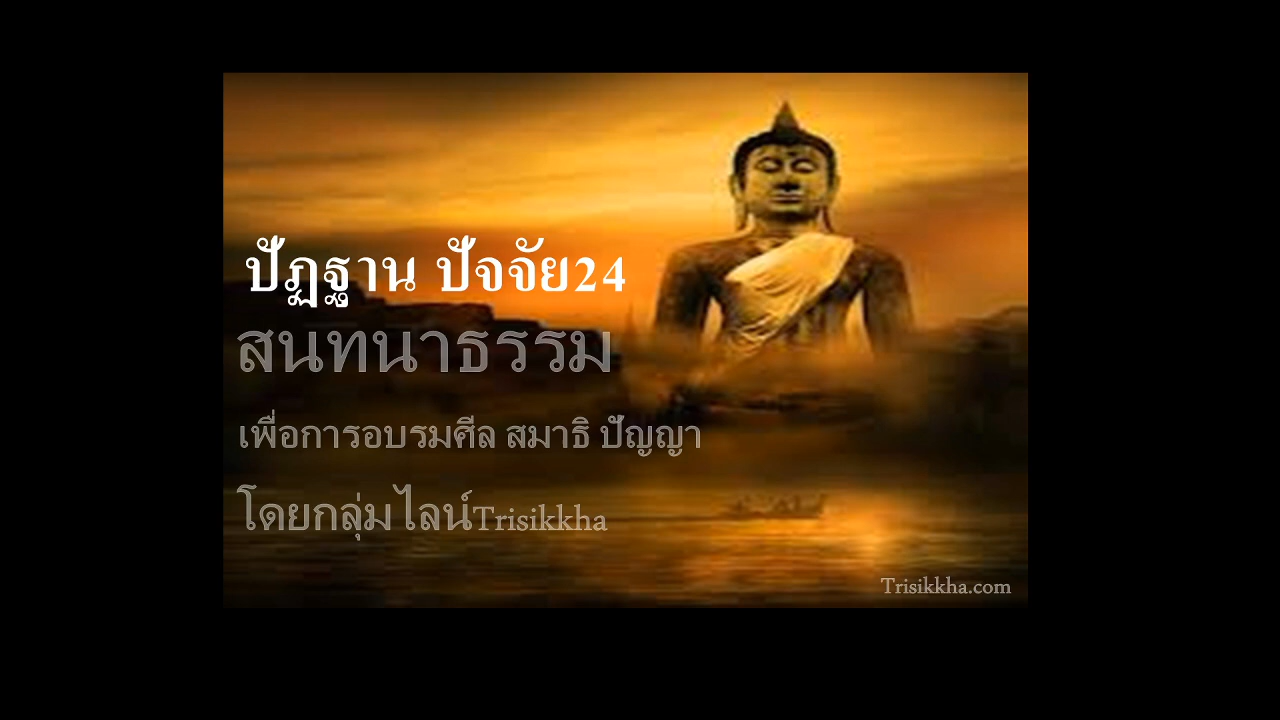 ปัฏฐาน ปัจจัย24
สนทนาธรรม
เพื่อการอบรมศีล สมาธิ ปัญญา
โดยกลุ่มไลน์Trisikkha
Trisikkha.com